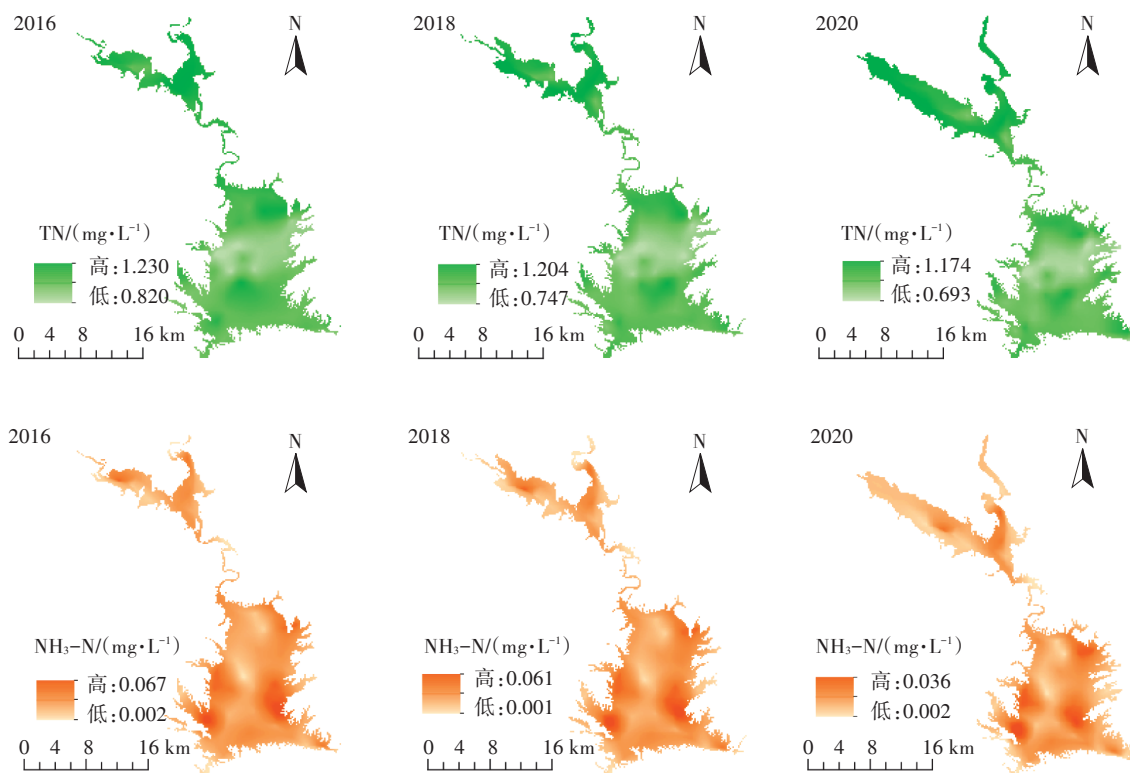 2016
N
TN/(mg·L⁻¹)
高:1.230
低:0.820
0 4 8 16 km
2018
N
TN/(mg·L⁻¹)
高:1.204
低:0.747
0 4 8 16 km
2020
N
TN/(mg·L⁻¹)
高:1.174
低:0.693
0 4 8 16 km
2016
N
NH₃-N/(mg·L⁻¹)
高:0.067
低:0.002
0 4 8 16 km
2018
N
NH₃-N/(mg·L⁻¹)
高:0.061
低:0.001
0 4 8 16 km
2020
N
NH₃-N/(mg·L⁻¹)
高:0.036
低:0.002
0 4 8 16 km